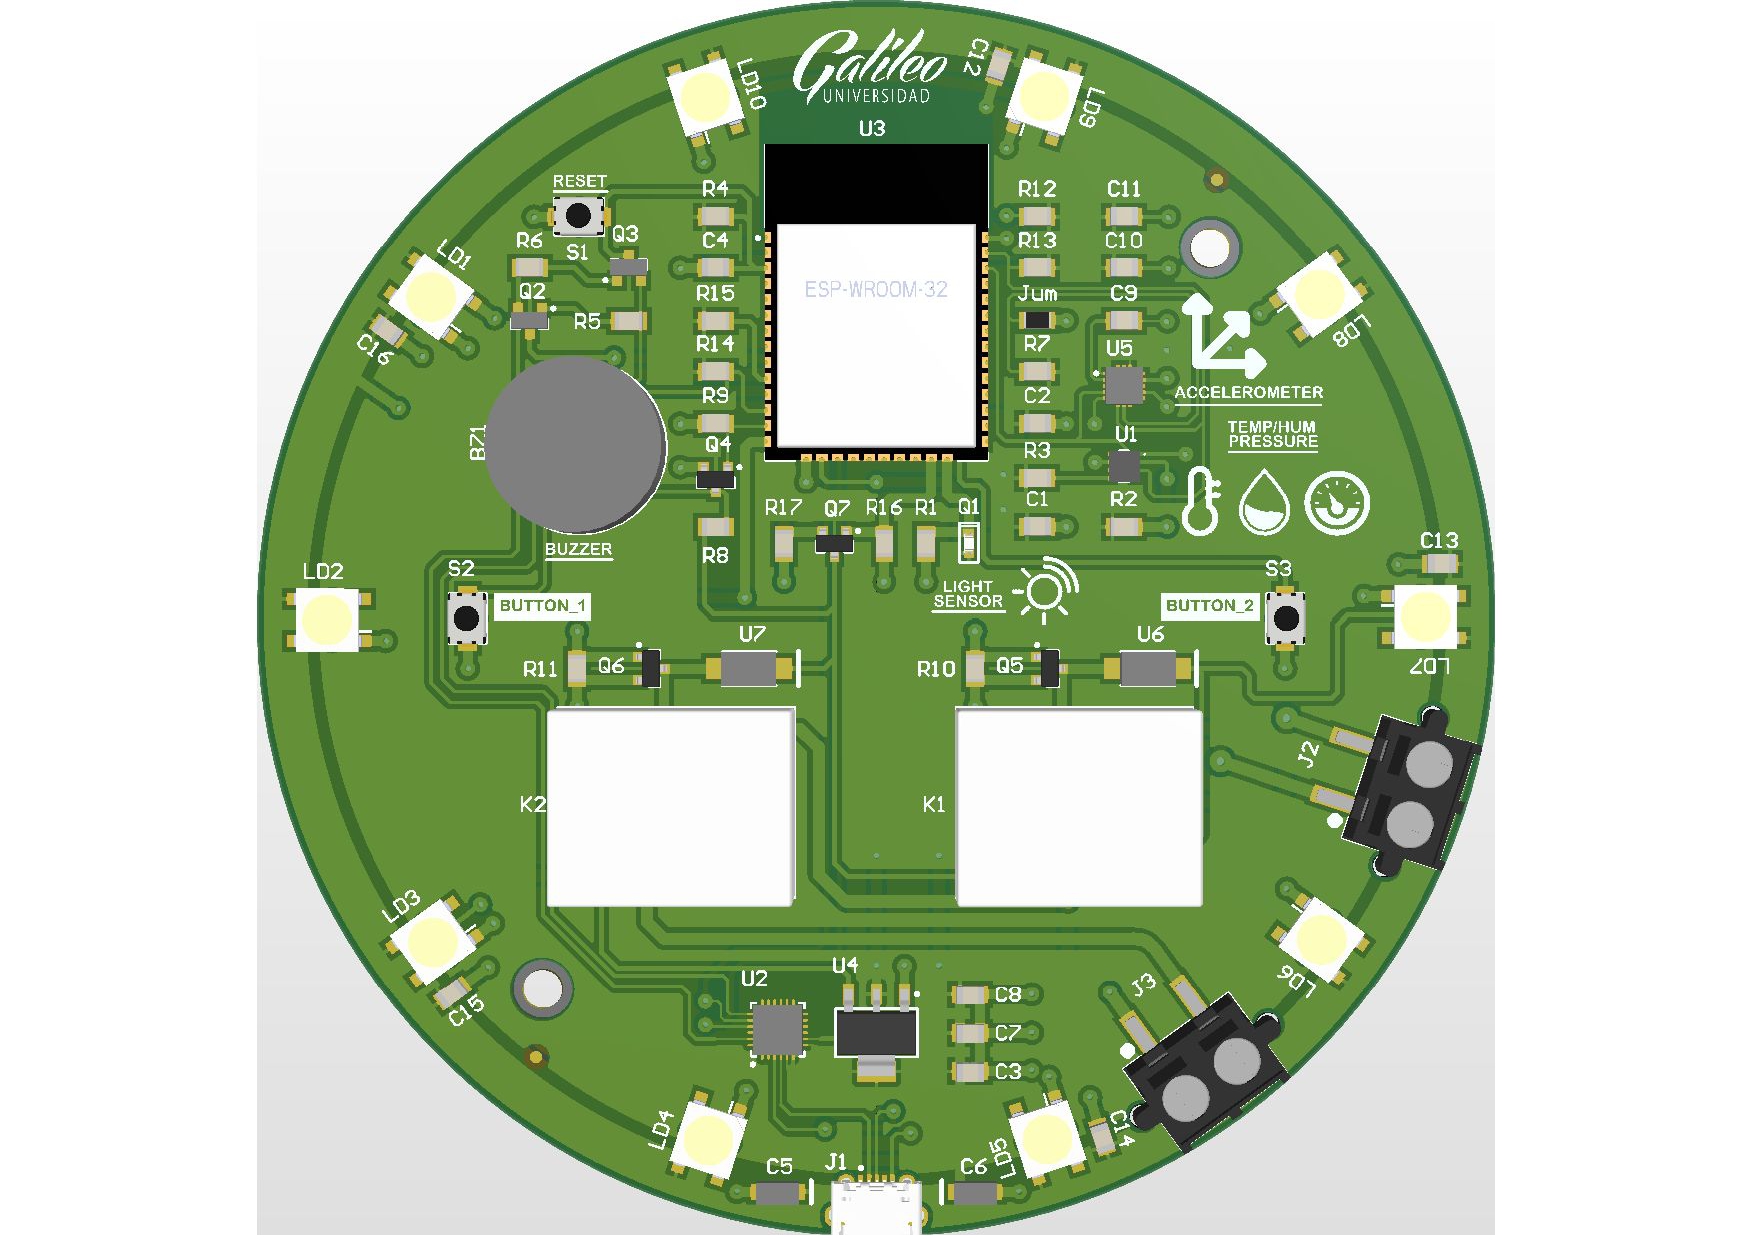 Galileo
UNIVERSIDAD
U3
LD10
C12
LD9
RESET
S1
R6
Q3
Q2
R5
LD1
C16
R4
C4
R15
R14
R9
Q4
R8
ESP-WROOM-32
R12
R13
Jum
R7
C2
R3
C1
C11
C10
C9
U5
U1
R2
LD8
ACCELEROMETER
TEMP/HUM
PRESSURE
BZ1
BUZZER
R17
Q7
R16
R1
Q1
LIGHT
SENSOR
LD2
S2
BUTTON_1
S3
BUTTON_2
C13
LD7
R11
Q6
U7
R10
Q5
U6
K2
K1
J2
LD3
C15
U2
U4
C8
C7
C3
J3
LD6
LD4
C5
J1
C6
LD5
C14